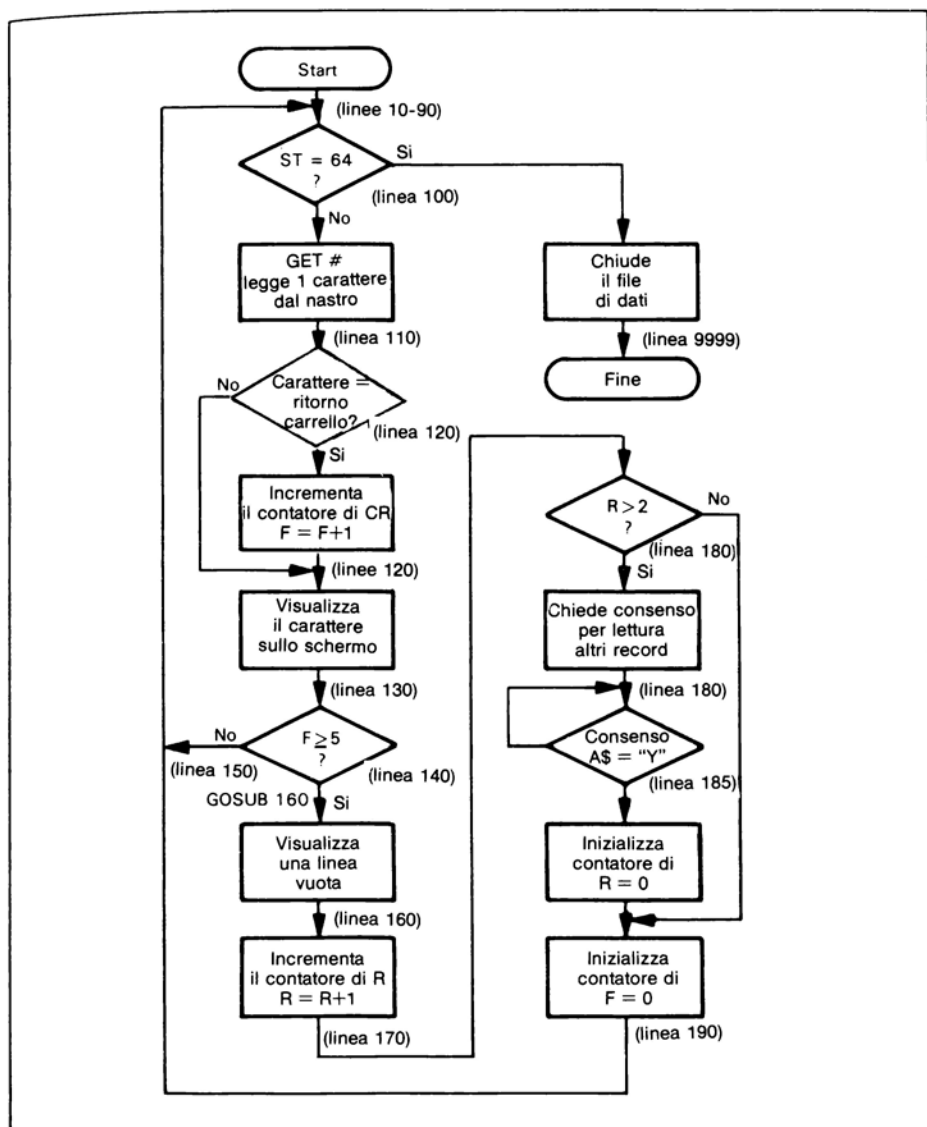 Start
(linee 10-90)
ST = 64
?
Si
(linea 100)
No
GET #
legge 1 carattere
dal nastro
(linea 110)
No
Carattere =
ritorno
carrello?
(linea 120)
Si
Incrementa
il contatore di CR
F = F+1
(linee 120)
Visualizza
il carattere
sullo schermo
(linea 130)
No
F ≥ 5
?
(linea 150)
(linea 140)
GOSUB 160
Si
Visualizza
una linea
vuota
(linea 160)
Incrementa
il contatore di R
R = R+1
(linea 170)
Chiude
il file
di dati
(linea 9999)
Fine
R > 2
?
No
(linea 180)
Si
Chiede consenso
per lettura
altri record
(linea 180)
Consenso
A$ = “Y”
(linea 185)
Inizializza
contatore di
R = 0
Inizializza
contatore di
F = 0
(linea 190)